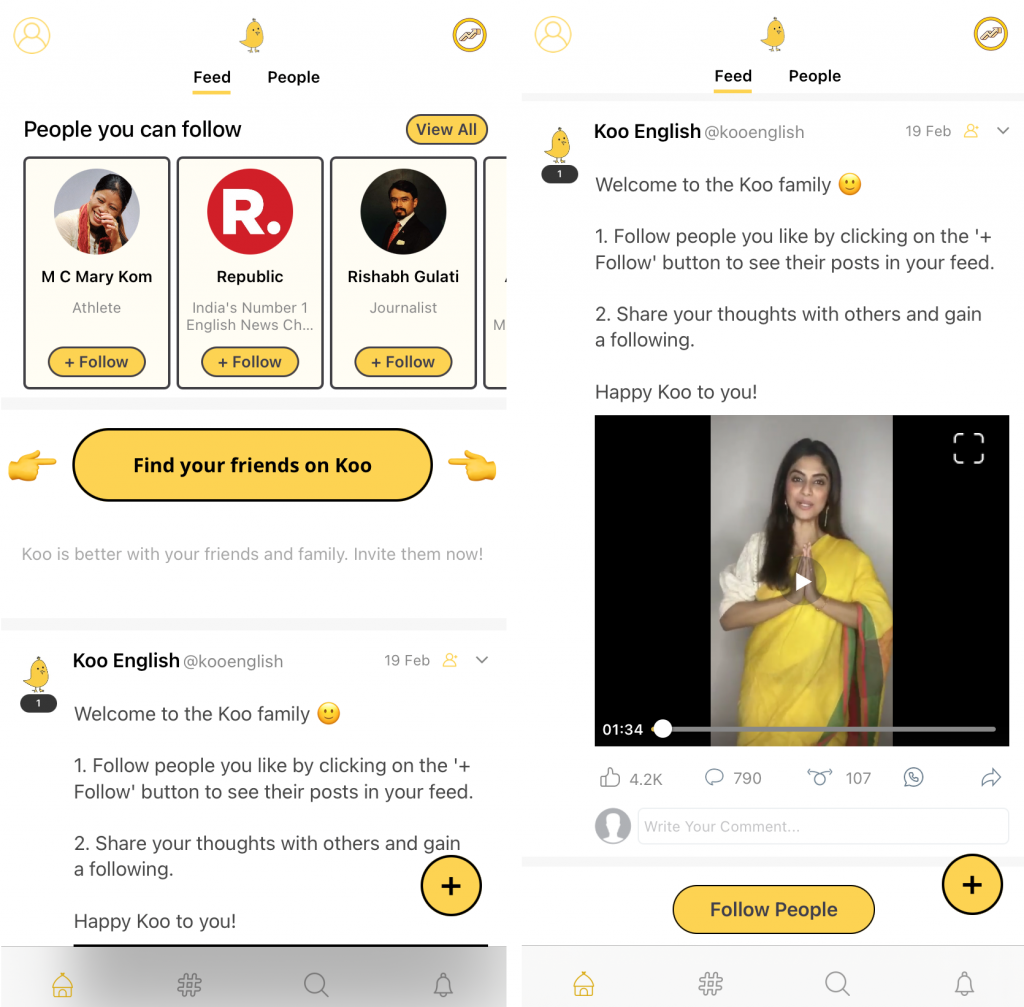 Feed People
People you can follow
View All
M C Mary Kom
Athlete
+ Follow
R.
Republic
India's Number 1
English News Ch...
+ Follow
Rishabh Gulati
Journalist
+ Follow
M
Find your friends on Koo
Koo is better with your friends and family. Invite them now!
Koo English @kooenglish 19 Feb
1
Welcome to the Koo family 🙂
1. Follow people you like by clicking on the '+
Follow' button to see their posts in your feed.
2. Share your thoughts with others and gain
a following.
Happy Koo to you!
+
Feed People
Koo English @kooenglish 19 Feb
1
Welcome to the Koo family 🙂
1. Follow people you like by clicking on the '+
Follow' button to see their posts in your feed.
2. Share your thoughts with others and gain
a following.
Happy Koo to you!
01:34
4.2K 790 107
Write Your Comment...
+
Follow People